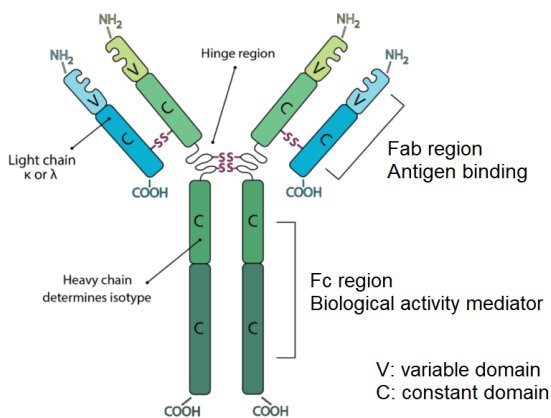 NH₂
NH₂
NH₂
NH₂
Hinge region
V
V
V
V
C
C
C
C
SS
SS
SS
SS
Light chain
κ or λ
COOH
COOH
Fab region
Antigen binding
C
C
Heavy chain
determines isotype
Fc region
Biological activity mediator
C
C
V: variable domain
C: constant domain
COOH
COOH